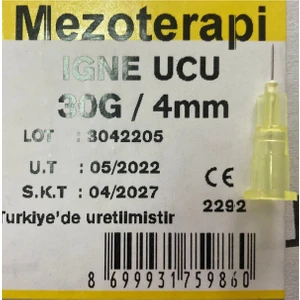 Mezoterapi
IGNE UCU
30G / 4mm
LOT : 3042205
U.T : 05/2022
S.K.T : 04/2027
CE
2292
Turkiye'de uretilmistir
8 699931 759860